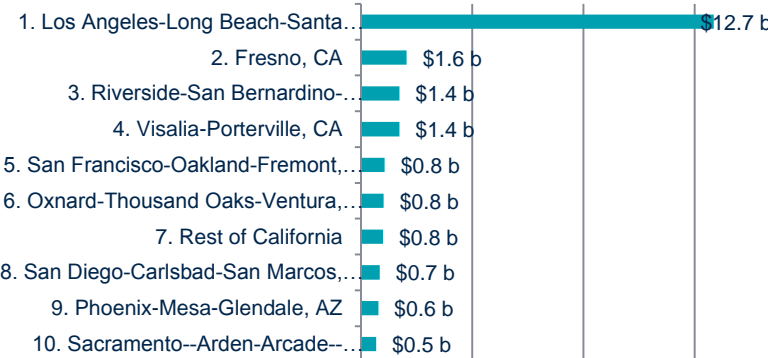 1. Los Angeles-Long Beach-Santa… $12.7 b
2. Fresno, CA $1.6 b
3. Riverside-San Bernardino-… $1.4 b
4. Visalia-Porterville, CA $1.4 b
5. San Francisco-Oakland-Fremont,… $0.8 b
6. Oxnard-Thousand Oaks-Ventura,… $0.8 b
7. Rest of California $0.8 b
8. San Diego-Carlsbad-San Marcos,… $0.7 b
9. Phoenix-Mesa-Glendale, AZ $0.6 b
10. Sacramento--Arden-Arcade--… $0.5 b